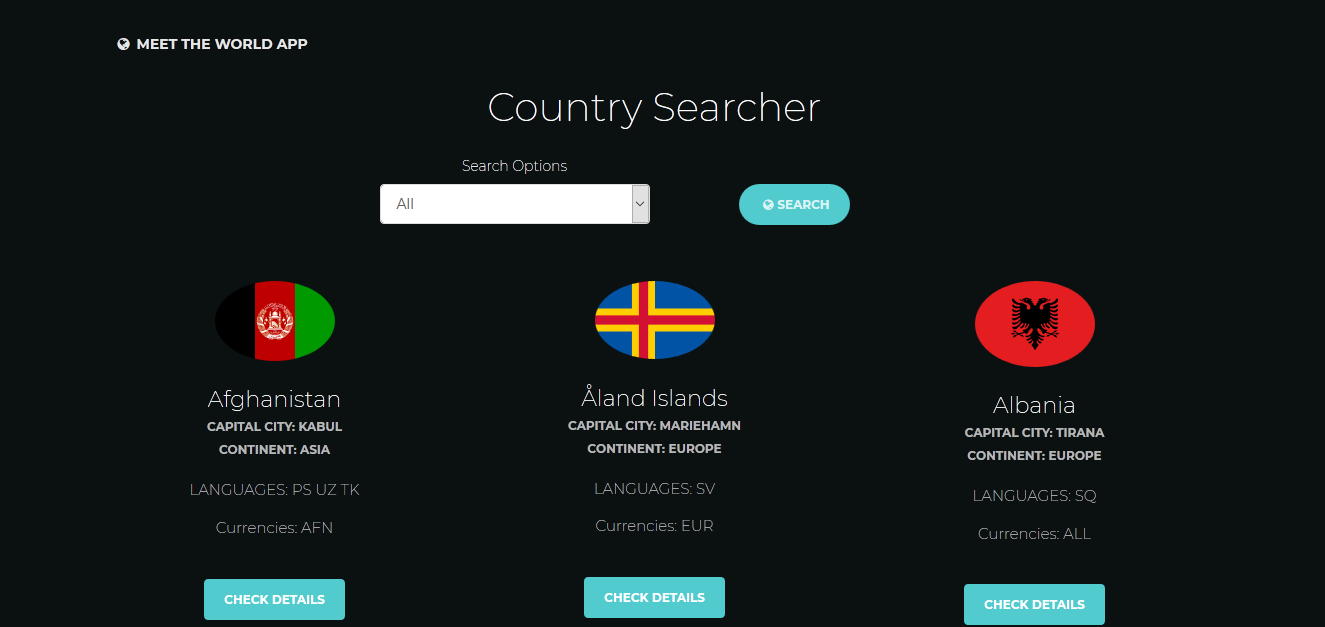 MEET THE WORLD APP
Country Searcher
Search Options
All
SEARCH
Afghanistan
CAPITAL CITY: KABUL
CONTINENT: ASIA
LANGUAGES: PS UZ TK
Currencies: AFN
CHECK DETAILS
Åland Islands
CAPITAL CITY: MARIEHAMN
CONTINENT: EUROPE
LANGUAGES: SV
Currencies: EUR
CHECK DETAILS
Albania
CAPITAL CITY: TIRANA
CONTINENT: EUROPE
LANGUAGES: SQ
Currencies: ALL
CHECK DETAILS